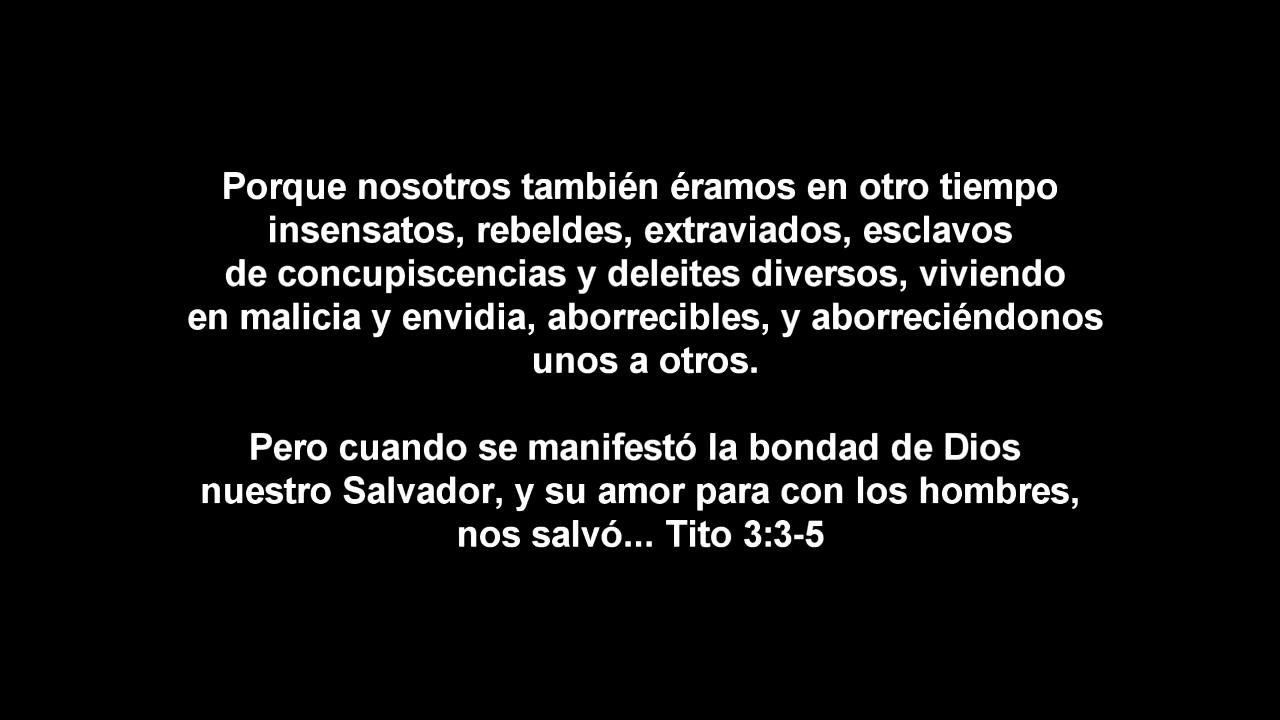 Porque nosotros también éramos en otro tiempo
insensatos, rebeldes, extraviados, esclavos
de concupiscencias y deleites diversos, viviendo
en malicia y envidia, aborrecibles, y aborreciéndonos
unos a otros.
Pero cuando se manifestó la bondad de Dios
nuestro Salvador, y su amor para con los hombres,
nos salvó... Tito 3:3-5